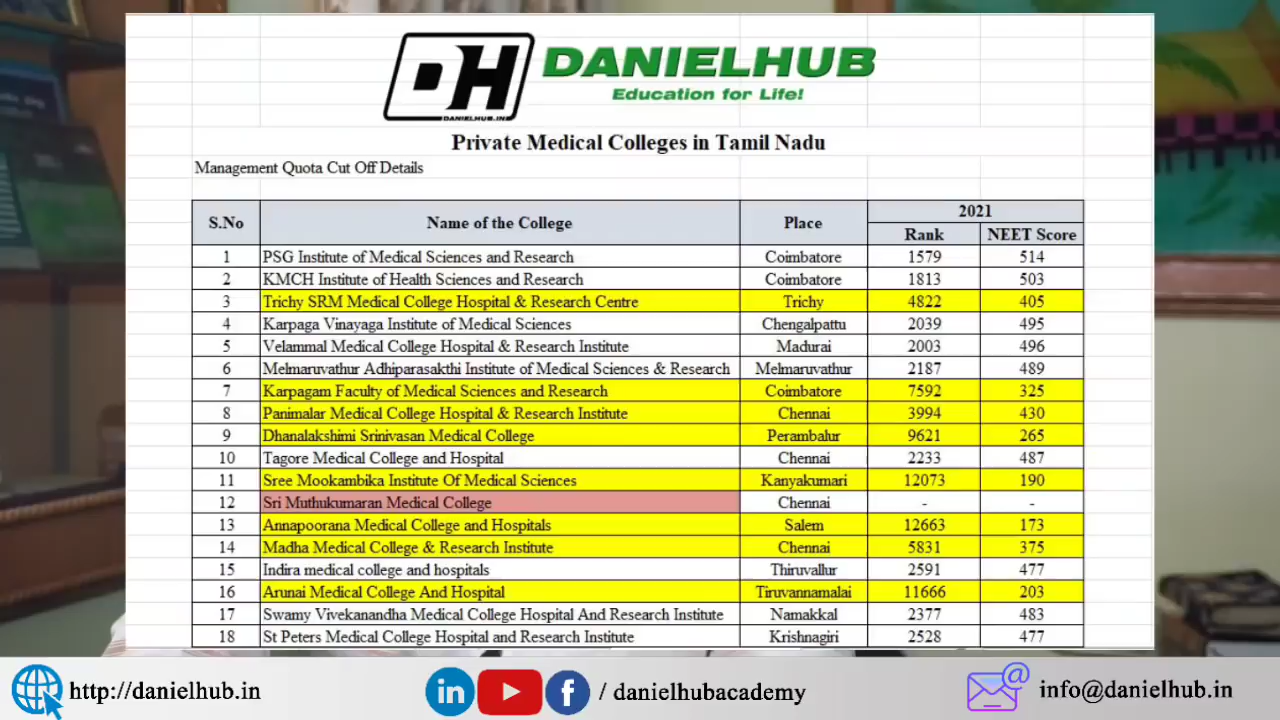 DH DANIELHUB
DANIELHUB.IN
Education for Life!
Private Medical Colleges in Tamil Nadu
Management Quota Cut Off Details
S.No Name of the College Place 2021
Rank NEET Score
1 PSG Institute of Medical Sciences and Research Coimbatore 1579 514
2 KMCH Institute of Health Sciences and Research Coimbatore 1813 503
3 Trichy SRM Medical College Hospital & Research Centre Trichy 4822 405
4 Karpaga Vinayaga Institute of Medical Sciences Chengalpattu 2039 495
5 Velammal Medical College Hospital & Research Institute Madurai 2003 496
6 Melmaruvathur Adhiparasakthi Institute of Medical Sciences & Research Melmaruvathur 2187 489
7 Karpagam Faculty of Medical Sciences and Research Coimbatore 7592 325
8 Panimalar Medical College Hospital & Research Institute Chennai 3994 430
9 Dhanalakshimi Srinivasan Medical College Perambalur 9621 265
10 Tagore Medical College and Hospital Chennai 2233 487
11 Sree Mookambika Institute Of Medical Sciences Kanyakumari 12073 190
12 Sri Muthukumaran Medical College Chennai - -
13 Annapoorana Medical College and Hospitals Salem 12663 173
14 Madha Medical College & Research Institute Chennai 5831 375
15 Indira medical college and hospitals Thiruvallur 2591 477
16 Arunai Medical College And Hospital Tiruvannamalai 11666 203
17 Swamy Vivekanandha Medical College Hospital And Research Institute Namakkal 2377 483
18 St Peters Medical College Hospital and Research Institute Krishnagiri 2528 477
http://danielhub.in in f / danielhubacademy @ info@danielhub.in